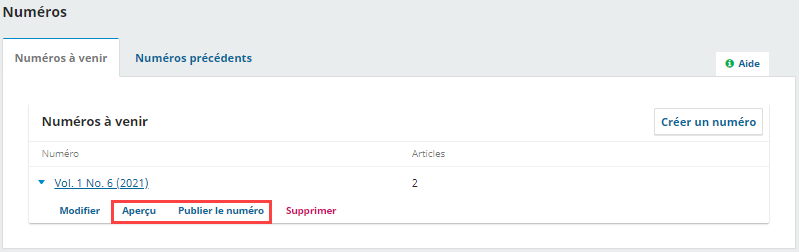 Numéros
Numéros à venir Numéros précédents
Aide
Numéros à venir Créer un numéro
Numéro Articles
Vol. 1 No. 6 (2021) 2
Modifier Aperçu Publier le numéro Supprimer